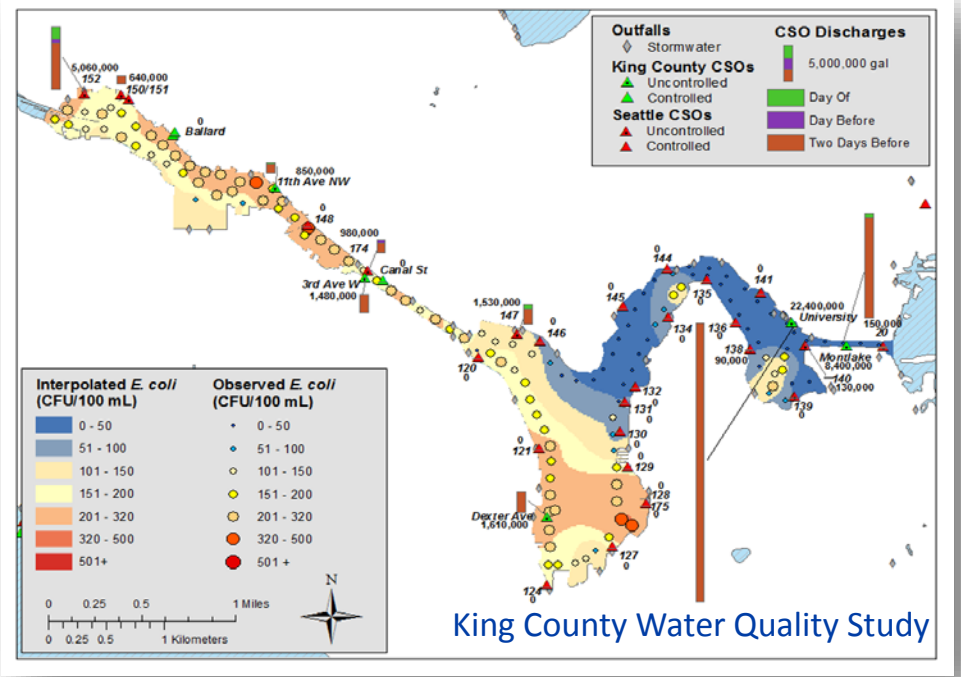 Outfalls
Stormwater
King County CSOs
Uncontrolled
Controlled
Seattle CSOs
Uncontrolled
Controlled
CSO Discharges
5,000,000 gal
Day Of
Day Before
Two Days Before
5,060,000
152
640,000
150/151
0
Ballard
850,000
11th Ave NW
0
148
980,000
174
0
Canal St
3rd Ave W
1,480,000
1,530,000
147
0
146
120
0
0
145
0
144
135
0
134
0
136
0
0
141
22,400,000
University
138
90,000
150,000
20
Montlake
8,400,000
140
130,000
139
0
132
0
131
0
130
0
129
0
0
128
175
0
0
121
Dexter Ave
1,610,000
127
0
124
0
Interpolated E. coli
(CFU/100 mL)
0 - 50
51 - 100
101 - 150
151 - 200
201 - 320
320 - 500
501+
Observed E. coli
(CFU/100 mL)
0 - 50
51 - 100
101 - 150
151 - 200
201 - 320
320 - 500
501 +
N
0 0.25 0.5 1 Miles
0 0.25 0.5 1 Kilometers
King County Water Quality Study